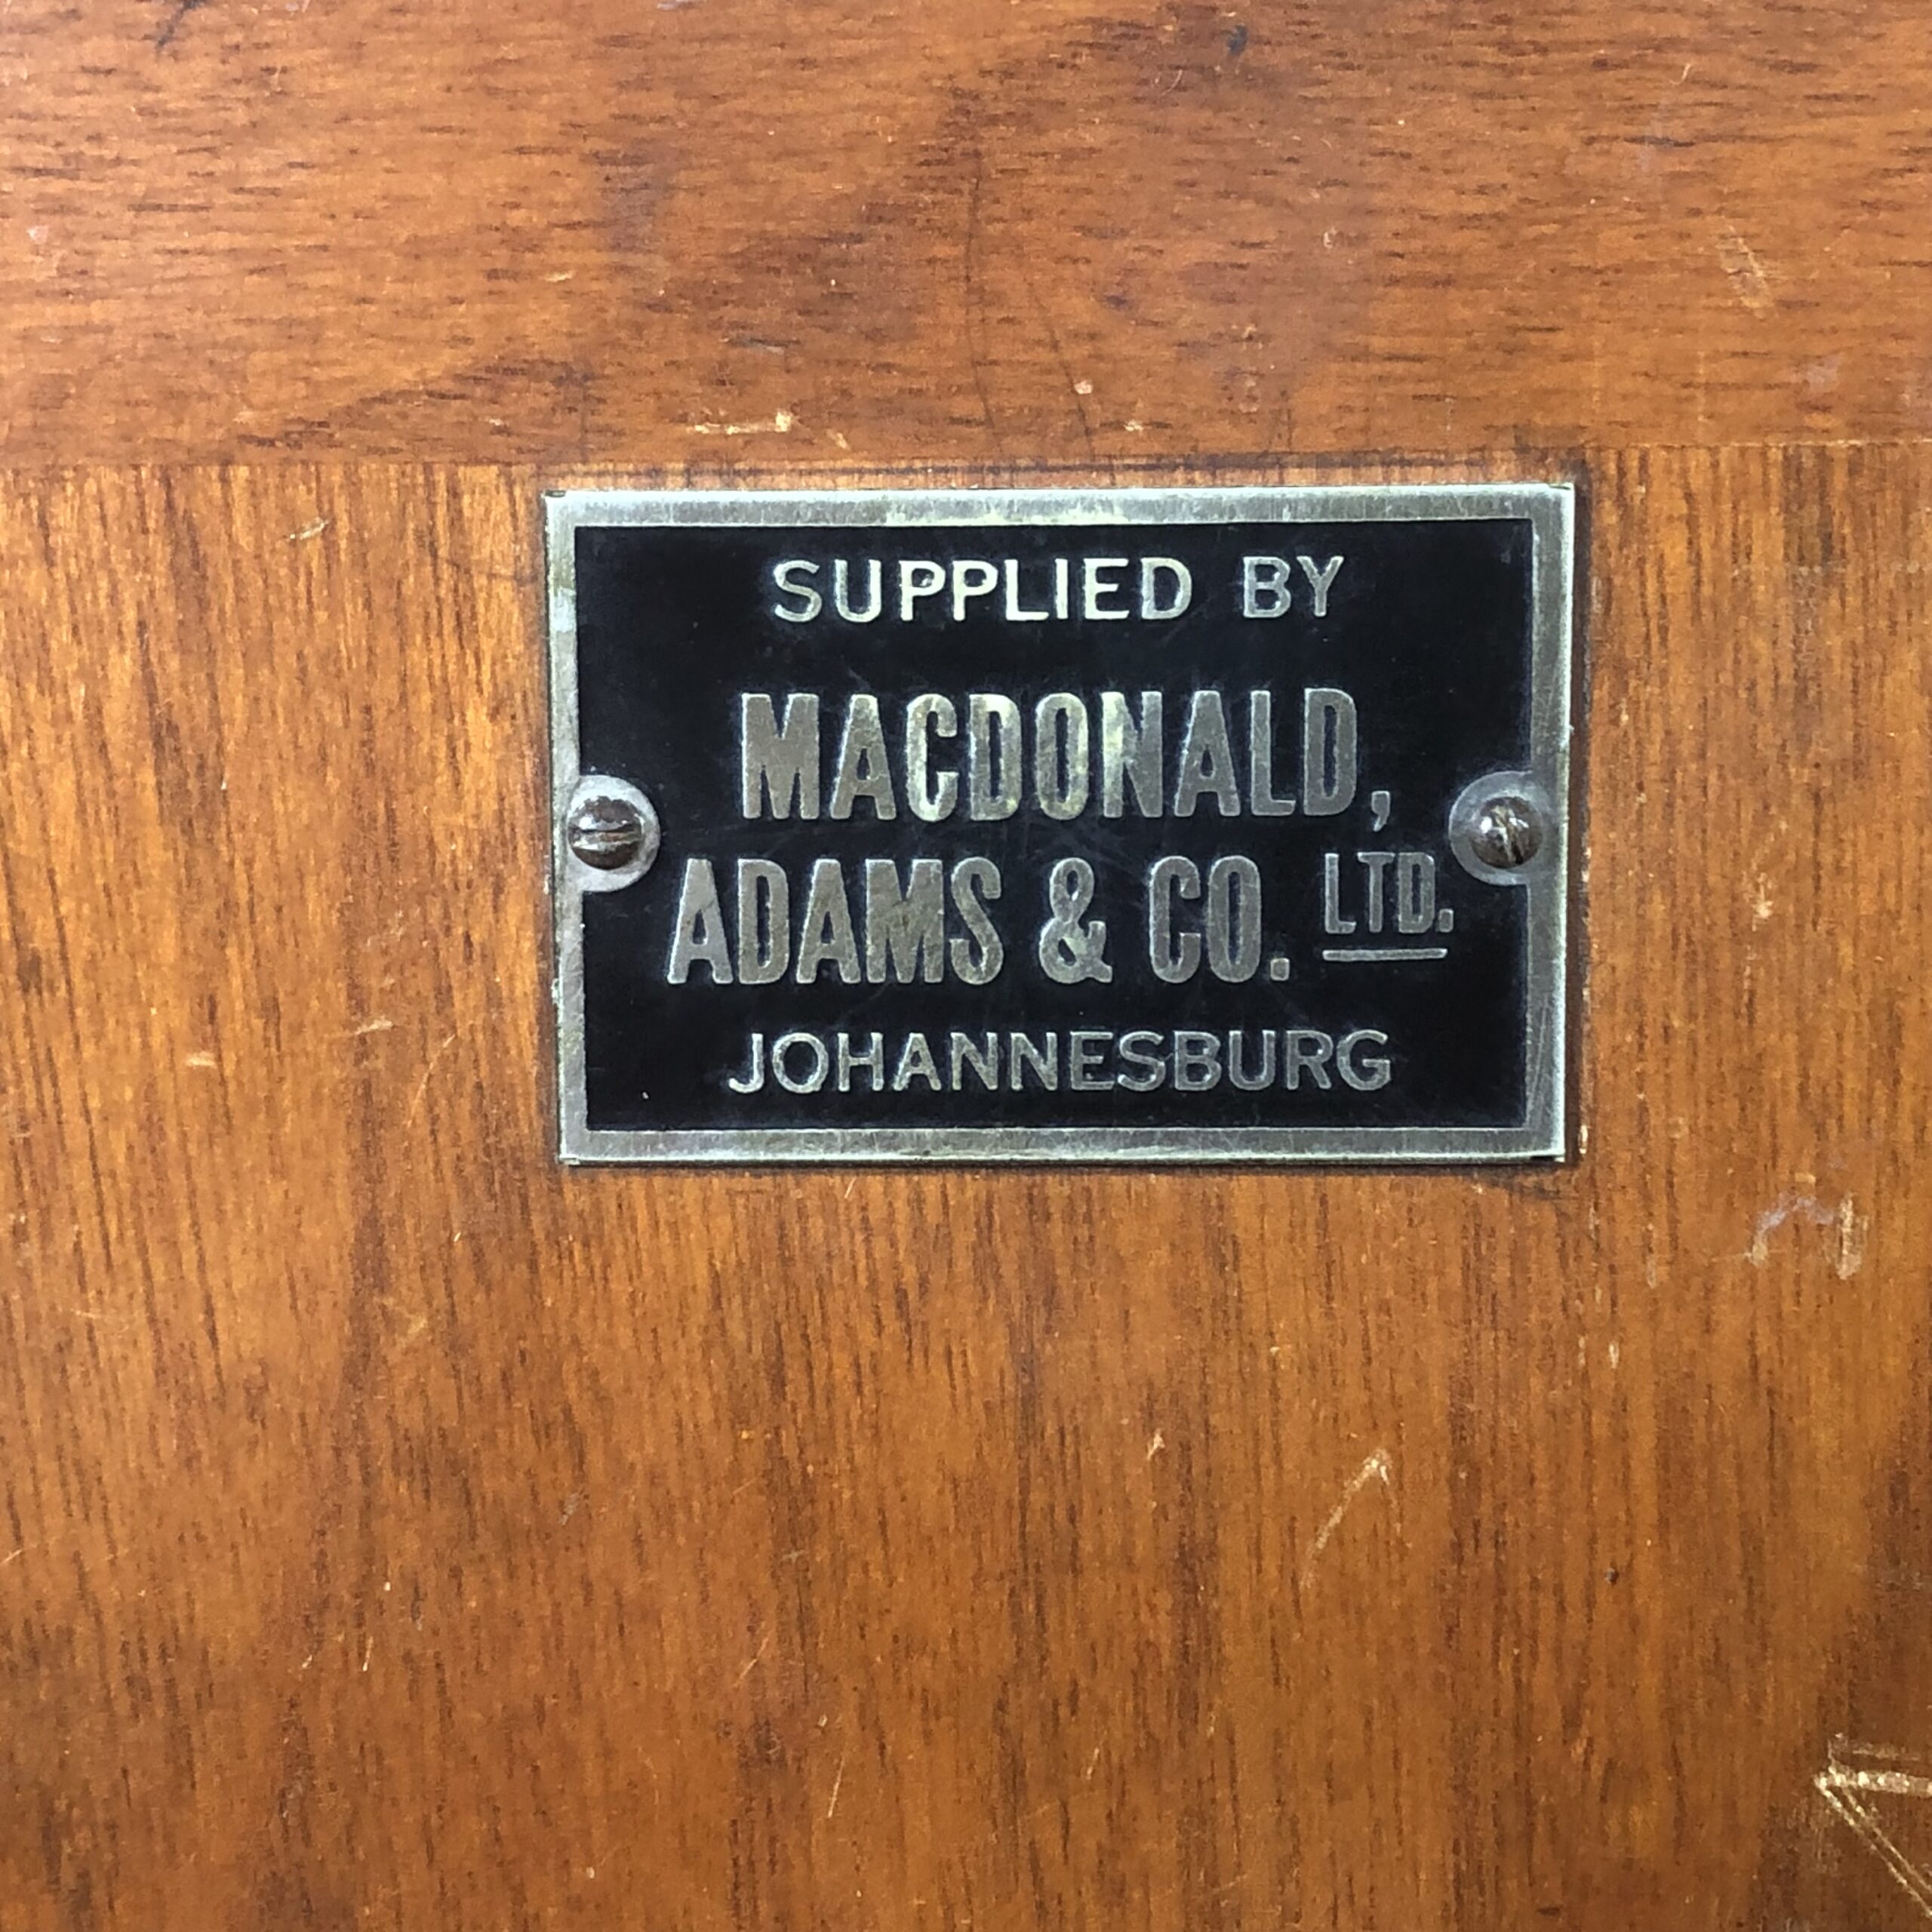 SUPPLIED BY
MACDONALD,
ADAMS & CO. LTD.
JOHANNESBURG